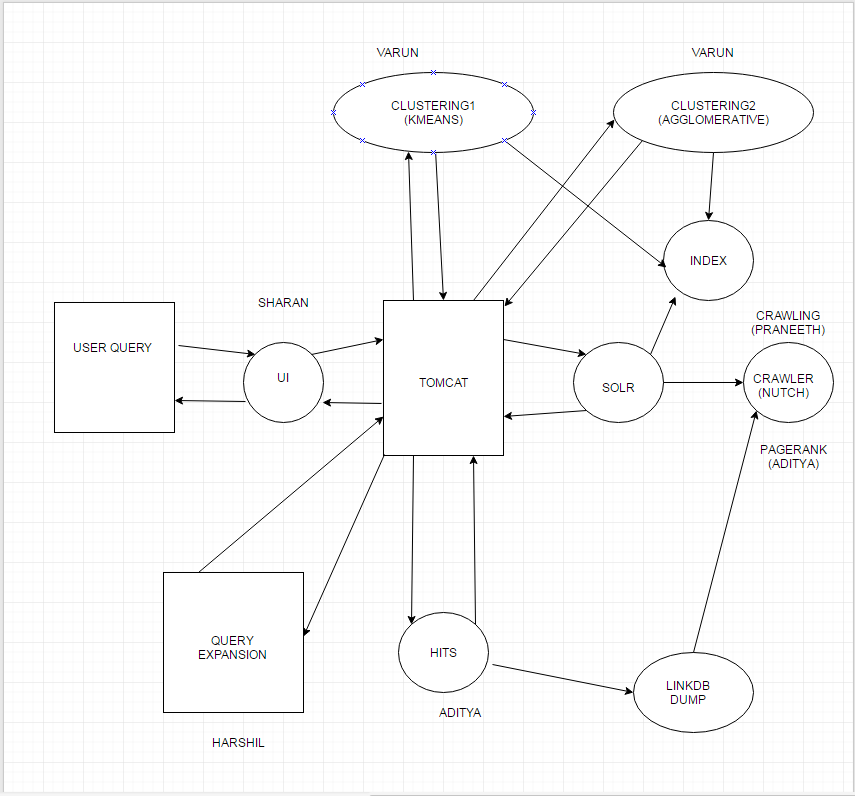 VARUN
VARUN
CLUSTERING1
(KMEANS)
CLUSTERING2
(AGGLOMERATIVE)
INDEX
SHARAN
CRAWLING
(PRANEETH)
USER QUERY
UI
TOMCAT
SOLR
CRAWLER
(NUTCH)
PAGERANK
(ADITYA)
QUERY
EXPANSION
HITS
LINKDB
DUMP
ADITYA
HARSHIL